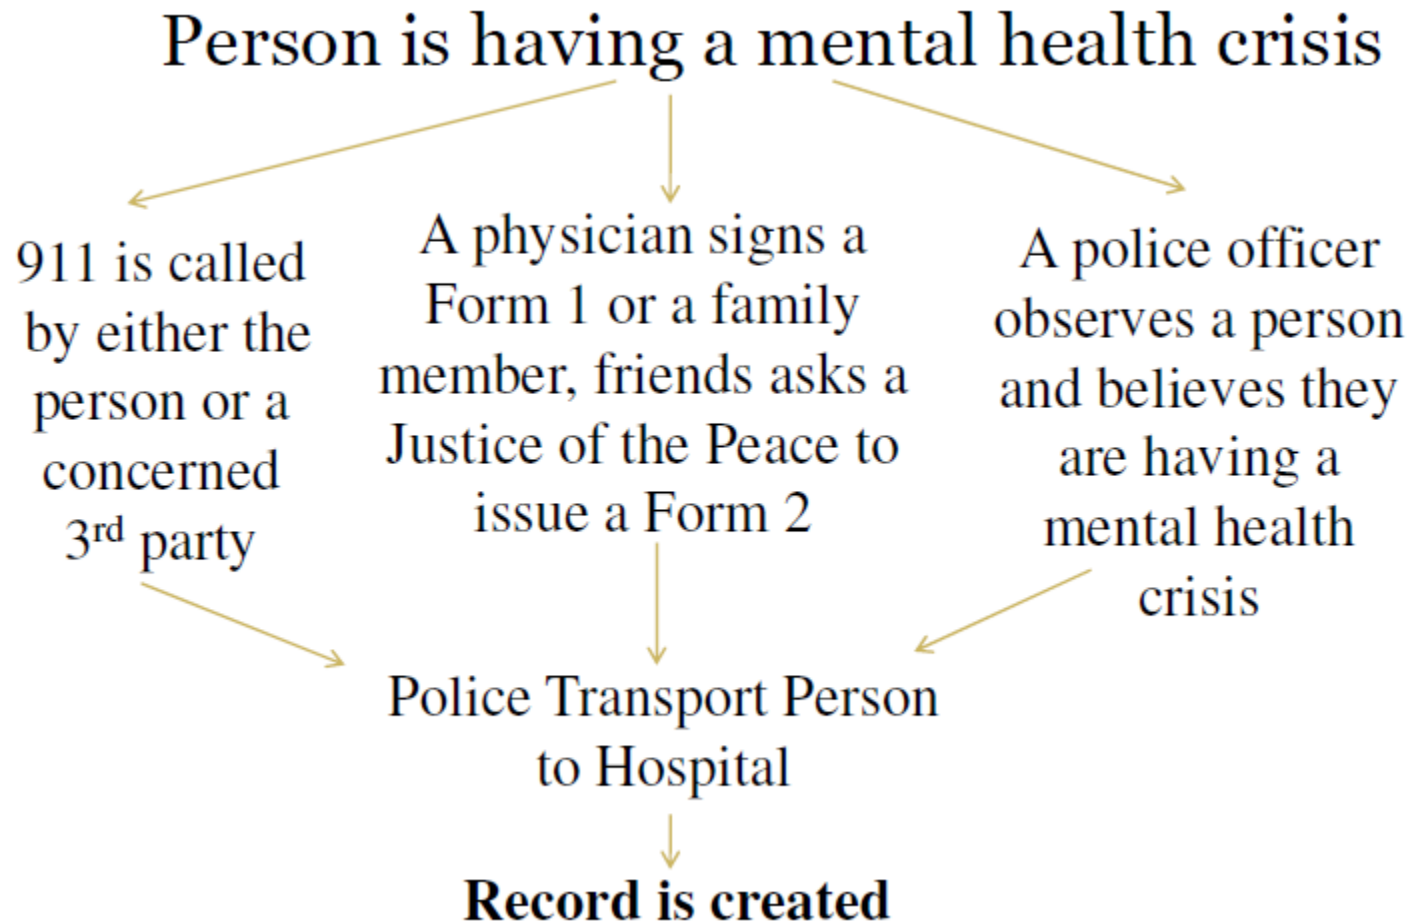 Person is having a mental health crisis
911 is called
by either the
person or a
concerned
3rd party
A physician signs a
Form 1 or a family
member, friends asks a
Justice of the Peace to
issue a Form 2
A police officer
observes a person
and believes they
are having a
mental health
crisis
Police Transport Person
to Hospital
Record is created